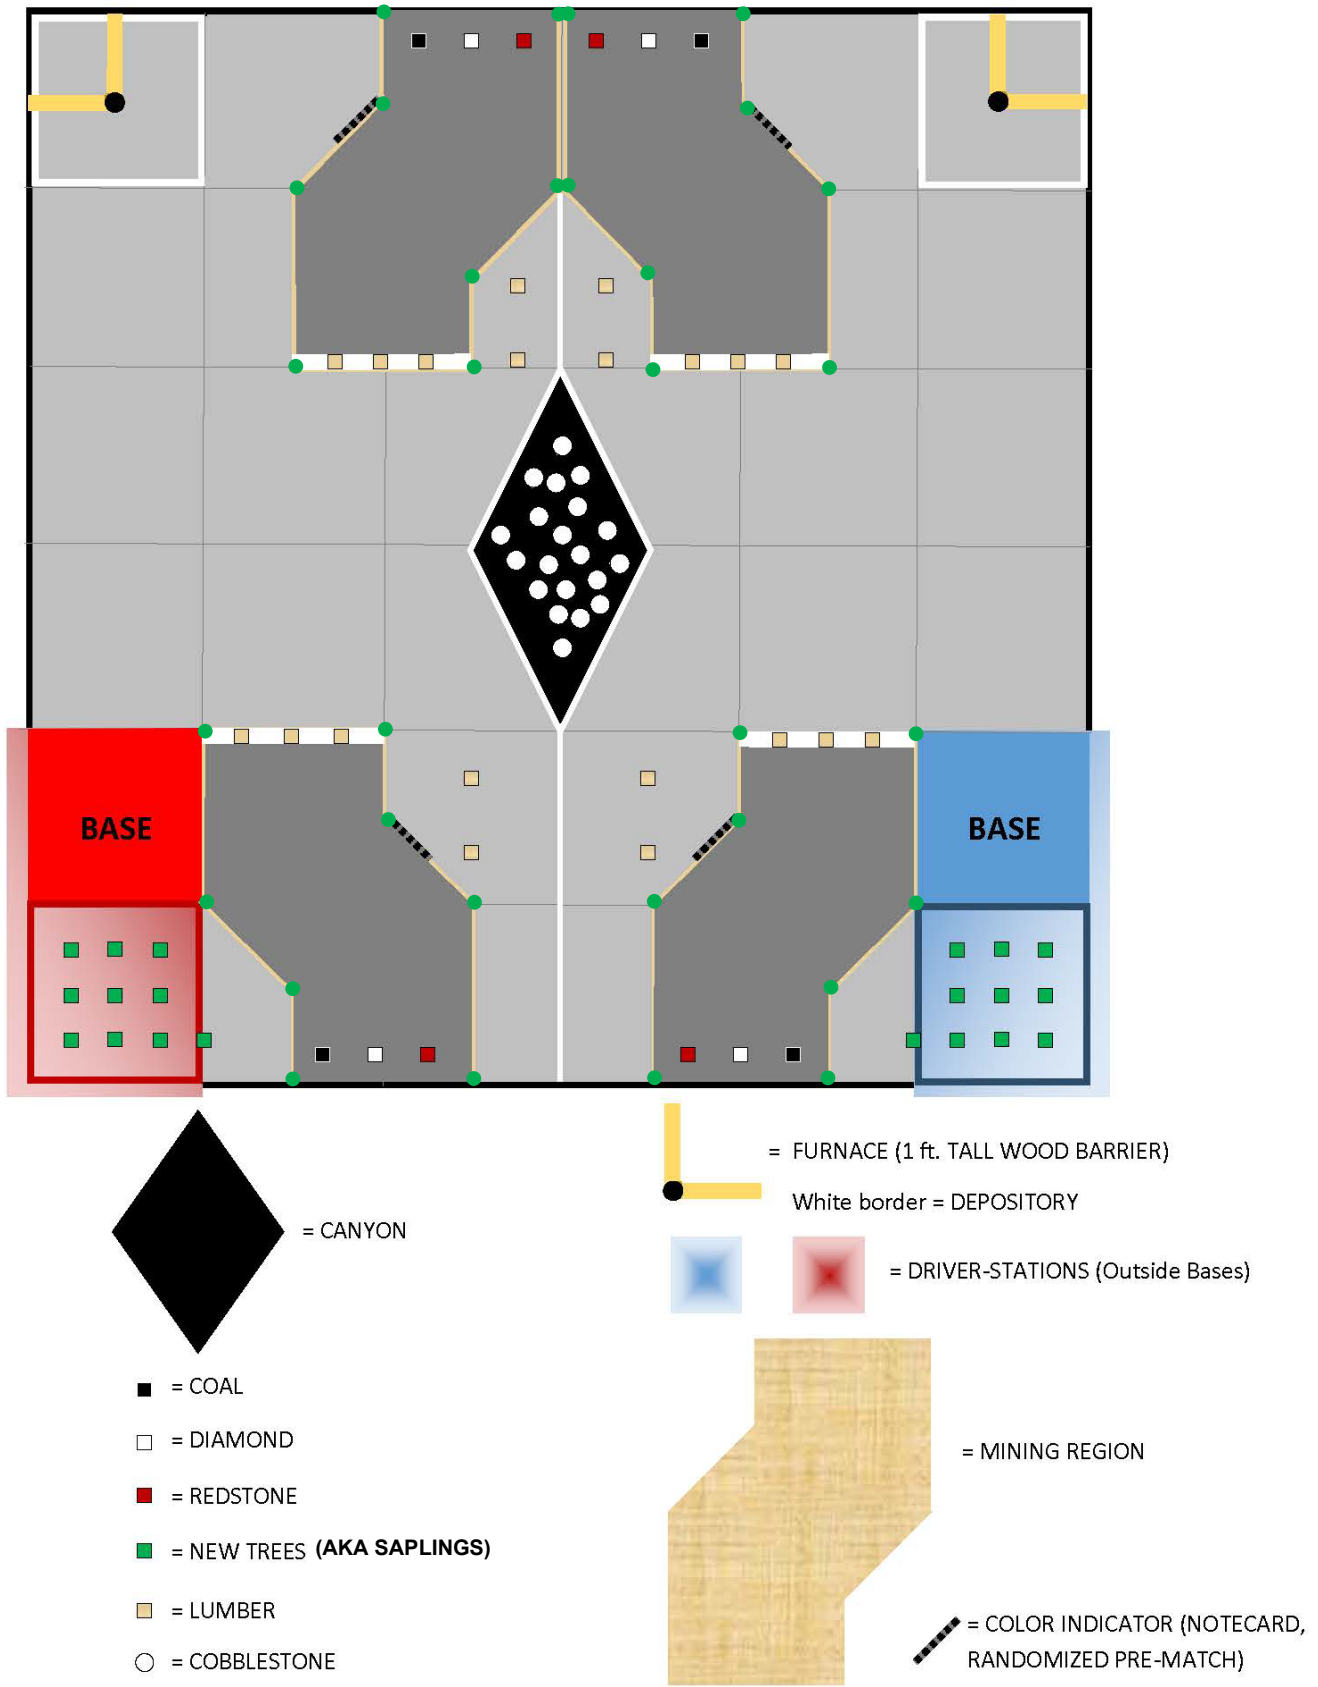 BASE
BASE
= FURNACE (1 ft. TALL WOOD BARRIER)
White border = DEPOSITORY
= CANYON
= DRIVER-STATIONS (Outside Bases)
= COAL
= DIAMOND
= MINING REGION
= REDSTONE
= NEW TREES (AKA SAPLINGS)
= LUMBER
= COLOR INDICATOR (NOTECARD,
RANDOMIZED PRE-MATCH)
= COBBLESTONE